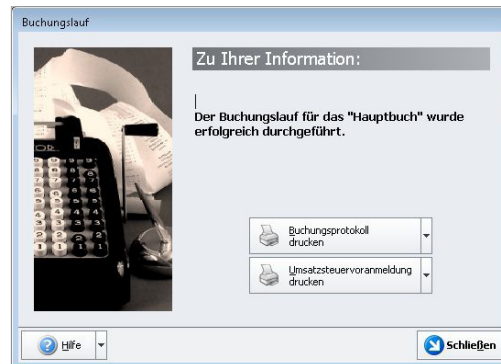 Buchungslauf
Zu Ihrer Information:
Der Buchungslauf für das "Hauptbuch" wurde
erfolgreich durchgeführt.
Buchungsprotokoll
drucken
Umsatzsteuervoranmeldung
drucken
Hilfe
Schließen